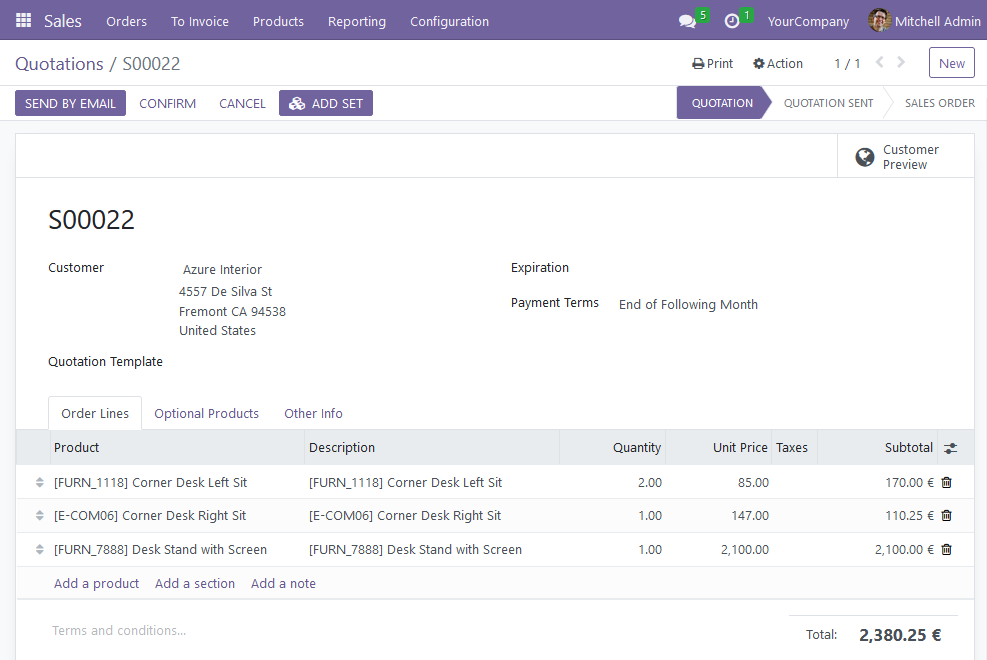 Sales Orders To Invoice Products Reporting Configuration 5 1 YourCompany Mitchell Admin
Quotations / S00022 Print Action 1 / 1 New
SEND BY EMAIL CONFIRM CANCEL ADD SET QUOTATION QUOTATION SENT SALES ORDER
Customer
Preview
S00022
Customer Azure Interior Expiration
4557 De Silva St
Payment Terms End of Following Month
Fremont CA 94538
United States
Quotation Template
Order Lines Optional Products Other Info
Product Description Quantity Unit Price Taxes Subtotal
[FURN_1118] Corner Desk Left Sit [FURN_1118] Corner Desk Left Sit 2.00 85.00 170.00 €
[E-COM06] Corner Desk Right Sit [E-COM06] Corner Desk Right Sit 1.00 147.00 110.25 €
[FURN_7888] Desk Stand with Screen [FURN_7888] Desk Stand with Screen 1.00 2,100.00 2,100.00 €
Add a product Add a section Add a note
Terms and conditions... Total: 2,380.25 €